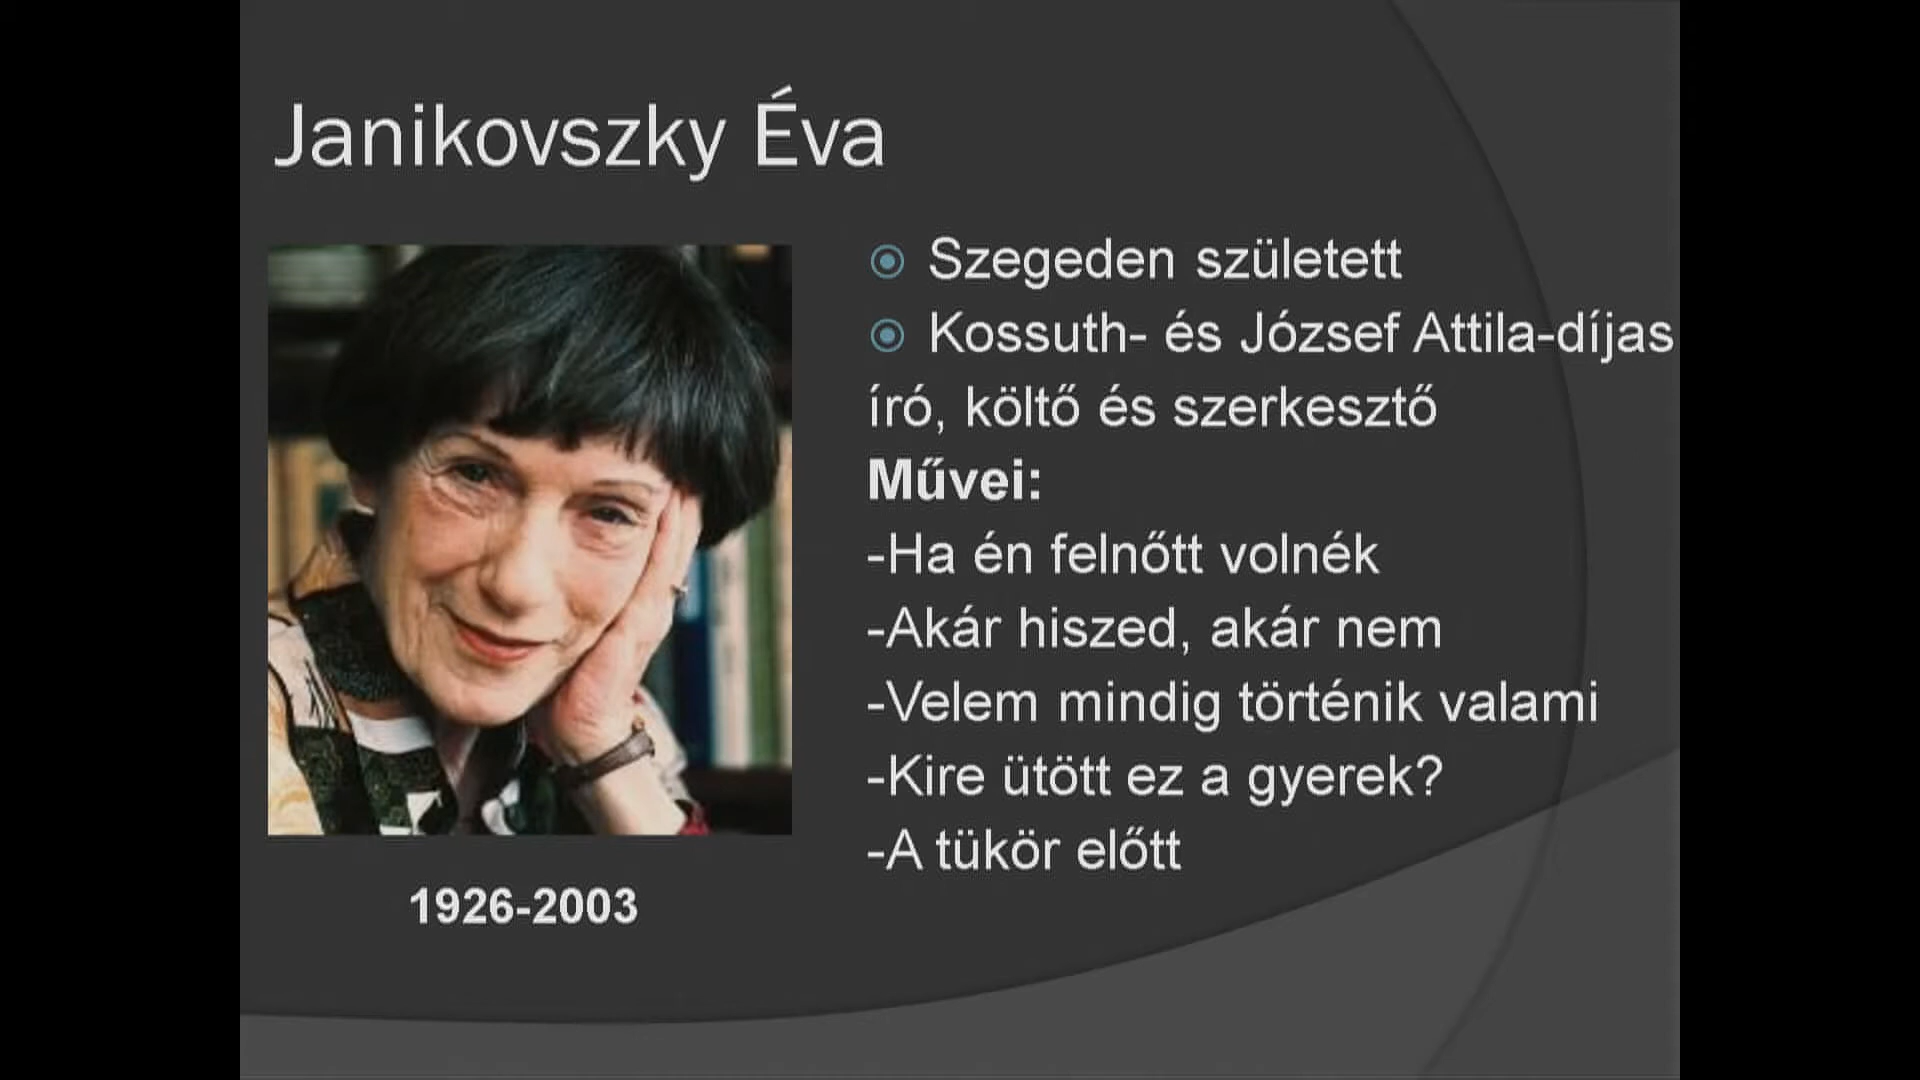 Janikovszky Éva
Szegeden született
Kossuth- és József Attila-díjas
író, költő és szerkesztő
Művei:
-Ha én felnőtt volnék
-Akár hiszed, akár nem
-Velem mindig történik valami
-Kire ütött ez a gyerek?
-A tükör előtt
1926-2003